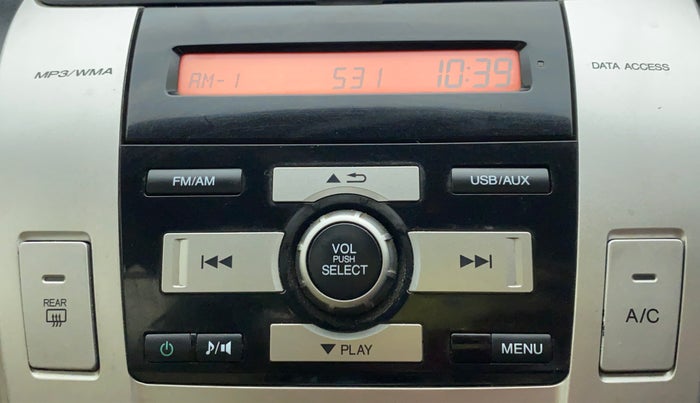 MP3/WMA
AM-1 531 10:39
DATA ACCESS
FM/AM
USB/AUX
VOL
PUSH
SELECT
REAR
A/C
PLAY
MENU